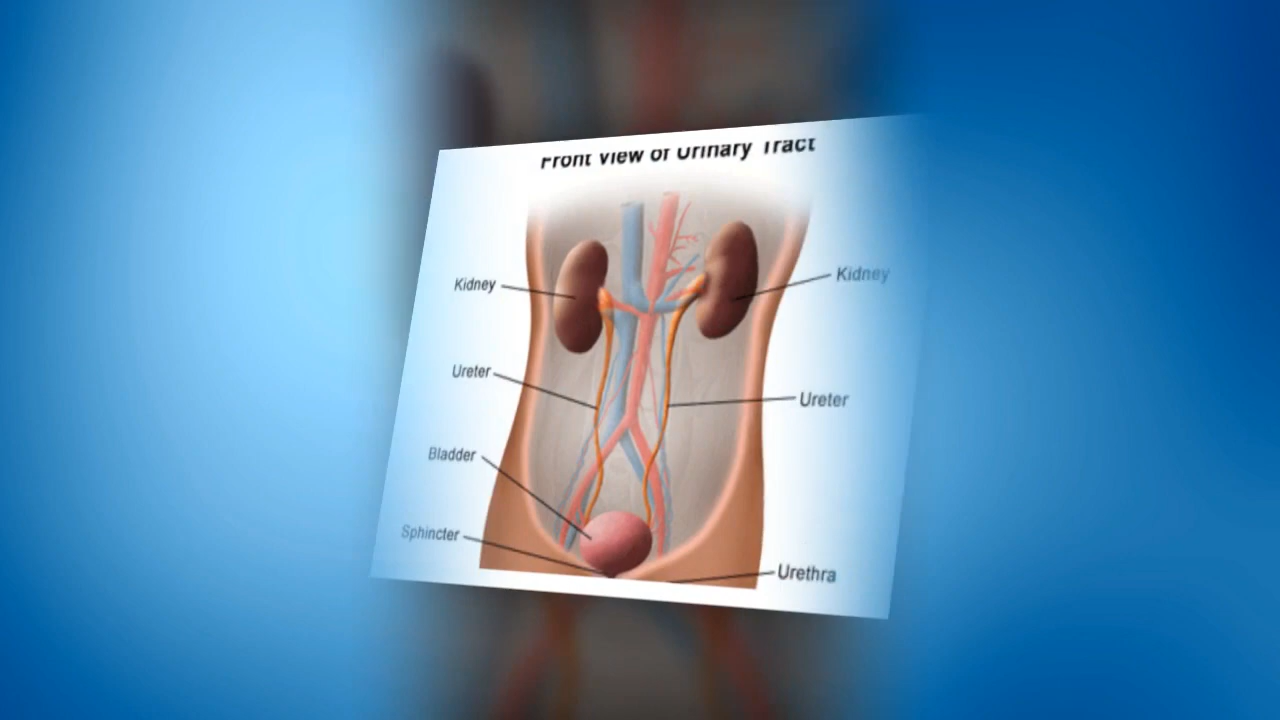 Front View of Urinary Tract
Kidney
Kidney
Ureter
Ureter
Bladder
Sphincter
Urethra